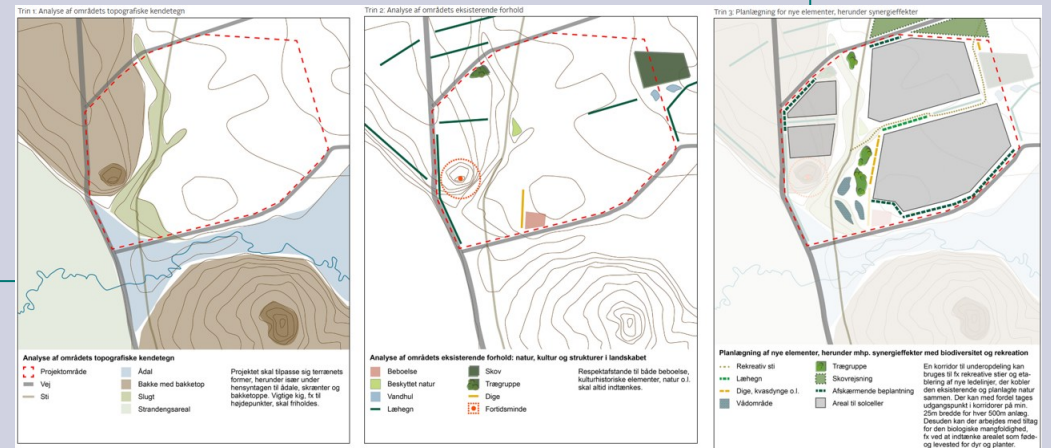 Trin 1: Analyse af områdets topografiske kendetegn
Analyse af områdets topografiske kendetegn
Projektområde
Vej
Sti
Ådal
Bakke med bakketop
Slugt
Strandengsareal
Projektet skal tilpasse sig terrænets
former, herunder især under
hensyntagen til ådale, skrænter og
bakketoppe. Vigtige kig, fx til
højdepunkter, skal friholdes.
Trin 2: Analyse af områdets eksisterende forhold
Analyse af områdets eksisterende forhold: natur, kultur og strukturer i landskabet
Beboelse
Beskyttet natur
Vandhul
Læhegn
Skov
Trægruppe
Dige
Fortidsminde
Respektafstande til både beboelse,
kulturhistoriske elementer, natur o.l.
skal altid indtænkes.
Trin 3: Planlægning for nye elementer, herunder synergieffekter
Planlægning af nye elementer, herunder mhp. synergieffekter med biodiversitet og rekreation
Rekreativ sti
Læhegn
Dige, kvasdynge o.l.
Vådområde
Trægruppe
Skovrejsning
Afskærmende beplantning
Areal til solceller
En korridor til underopdeling kan
bruges til fx rekreative stier og eta-
blering af nye ledelinjer, der kobler
den eksisterende og planlagte natur
sammen. Der kan med fordel tages
udgangspunkt i korridorer på min.
25m bredde for hver 500m anlæg.
Desuden kan der arbejdes med tiltag
for den biologiske mangfoldighed,
fx ved at indtænke arealet som føde-
og levested for dyr og planter.